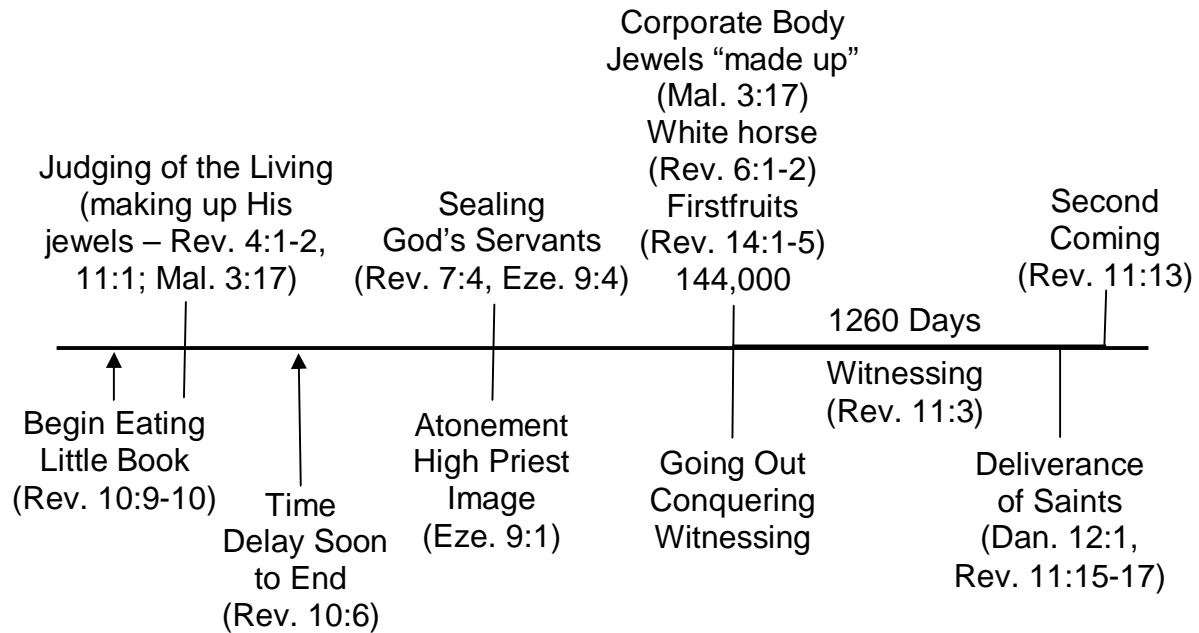 Corporate Body
Jewels “made up”
(Mal. 3:17)
White horse
(Rev. 6:1-2)
Firstfruits
(Rev. 14:1-5)
144,000
Judging of the Living
(making up His
jewels – Rev. 4:1-2,
11:1; Mal. 3:17)
Sealing
God’s Servants
(Rev. 7:4, Eze. 9:4)
Second
Coming
(Rev. 11:13)
1260 Days
Witnessing
(Rev. 11:3)
Begin Eating
Little Book
(Rev. 10:9-10)
Time
Delay Soon
to End
(Rev. 10:6)
Atonement
High Priest
Image
(Eze. 9:1)
Going Out
Conquering
Witnessing
Deliverance
of Saints
(Dan. 12:1,
Rev. 11:15-17)